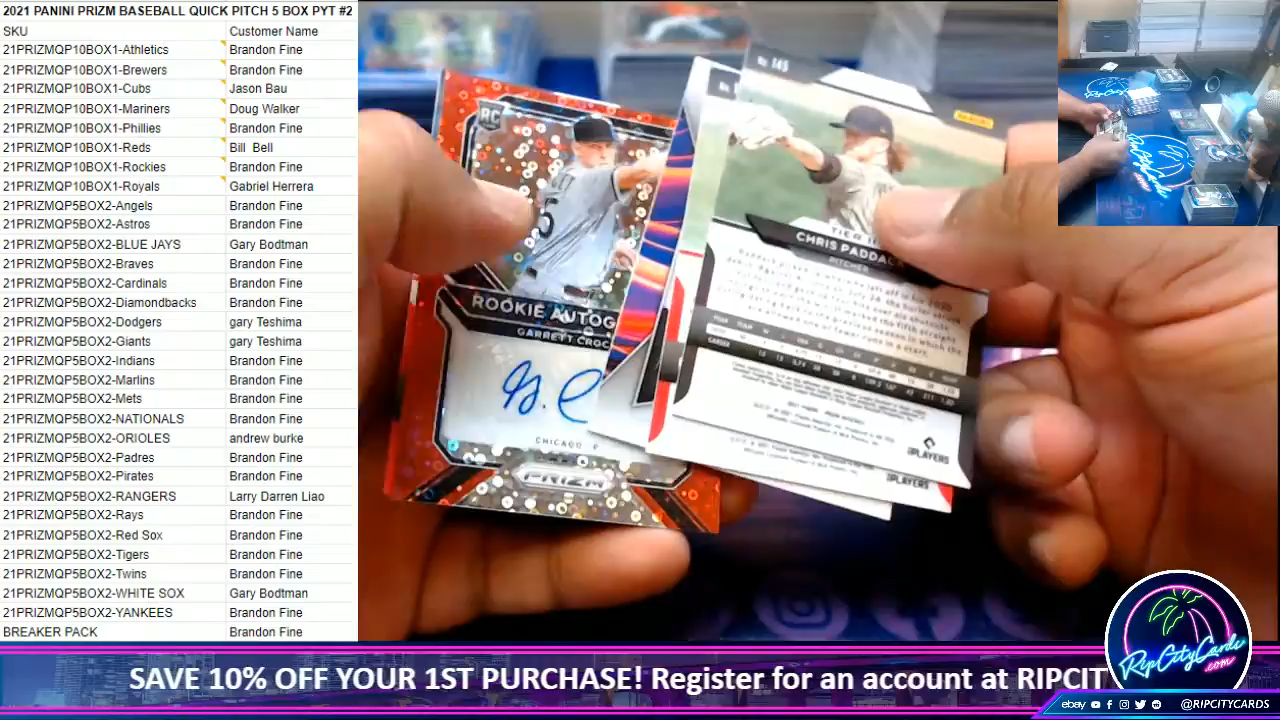 2021 PANINI PRIZM BASEBALL QUICK PITCH 5 BOX PYT #2
SKU Customer Name
21PRIZMQP10BOX1-Athletics Brandon Fine
21PRIZMQP10BOX1-Brewers Brandon Fine
21PRIZMQP10BOX1-Cubs Jason Bau
21PRIZMQP10BOX1-Mariners Doug Walker
21PRIZMQP10BOX1-Phillies Brandon Fine
21PRIZMQP10BOX1-Reds Bill Bell
21PRIZMQP10BOX1-Rockies Brandon Fine
21PRIZMQP10BOX1-Royals Gabriel Herrera
21PRIZMQP5BOX2-Angels Brandon Fine
21PRIZMQP5BOX2-Astros Brandon Fine
21PRIZMQP5BOX2-BLUE JAYS Gary Bodtman
21PRIZMQP5BOX2-Braves Brandon Fine
21PRIZMQP5BOX2-Cardinals Brandon Fine
21PRIZMQP5BOX2-Diamondbacks Brandon Fine
21PRIZMQP5BOX2-Dodgers gary Teshima
21PRIZMQP5BOX2-Giants gary Teshima
21PRIZMQP5BOX2-Indians Brandon Fine
21PRIZMQP5BOX2-Marlins Brandon Fine
21PRIZMQP5BOX2-Mets Brandon Fine
21PRIZMQP5BOX2-NATIONALS Brandon Fine
21PRIZMQP5BOX2-ORIOLES andrew burke
21PRIZMQP5BOX2-Padres Brandon Fine
21PRIZMQP5BOX2-Pirates Brandon Fine
21PRIZMQP5BOX2-RANGERS Larry Darren Liao
21PRIZMQP5BOX2-Rays Brandon Fine
21PRIZMQP5BOX2-Red Sox Brandon Fine
21PRIZMQP5BOX2-Tigers Brandon Fine
21PRIZMQP5BOX2-Twins Brandon Fine
21PRIZMQP5BOX2-WHITE SOX Gary Bodtman
21PRIZMQP5BOX2-YANKEES Brandon Fine
BREAKER PACK Brandon Fine
RC
ROOKIE AUTOG
GARRETT CROC
CHICAGO
PRIZM
No. 145
PANINI
CHRIS PADDAC
PITCHER
PLAYERS
PLAYERS
SAVE 10% OFF YOUR 1ST PURCHASE! Register for an account at RIPCIT
RipCityCards
.com
ebay @RIPCITYCARDS